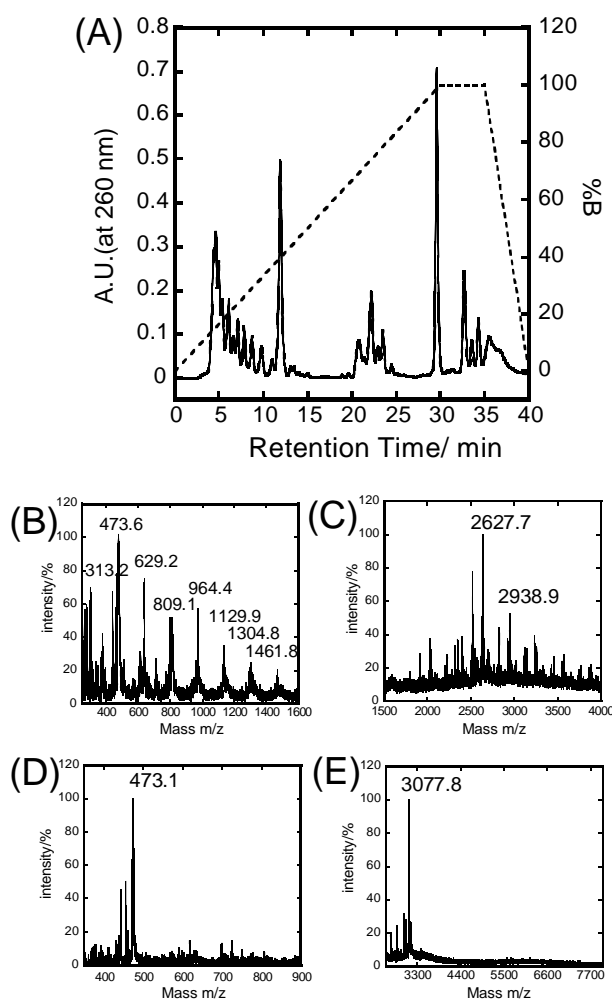 (A)
0.8
0.7
0.6
0.5
0.4
0.3
0.2
0.1
0
A.U.(at 260 nm)
120
100
80
60
40
20
0
%B
0 5 10 15 20 25 30 35 40
Retention Time/ min
(B)
120
100
80
60
40
20
0
intensity/%
473.6
313.2
629.2
809.1
964.4
1129.9
1304.8
1461.8
400 600 800 1000 1200 1400 1600
Mass m/z
(C)
120
100
80
60
40
20
0
intensity/%
2627.7
2938.9
1500 2000 2500 3000 3500 4000
Mass m/z
(D)
120
100
80
60
40
20
0
intensity/%
473.1
400 500 600 700 800 900
Mass m/z
(E)
120
100
80
60
40
20
0
intensity/%
3077.8
3300 4400 5500 6600 7700
Mass m/z